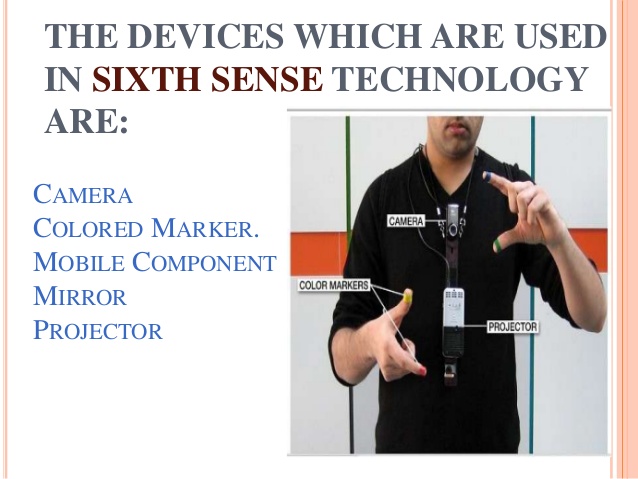 THE DEVICES WHICH ARE USED
IN SIXTH SENSE TECHNOLOGY
ARE:
CAMERA
COLORED MARKER.
MOBILE COMPONENT
MIRROR
PROJECTOR
CAMERA
COLOR MARKERS
PROJECTOR